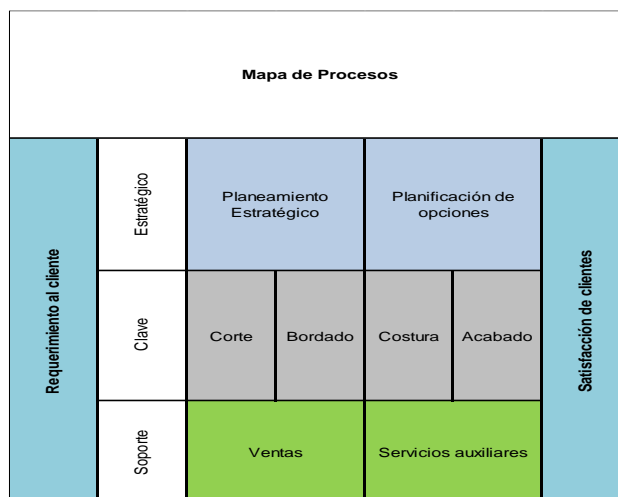 Mapa de Procesos
Requerimiento al cliente
Estratégico
Planeamiento
Estratégico
Planificación de
opciones
Satisfacción de clientes
Clave
Corte
Bordado
Costura
Acabado
Soporte
Ventas
Servicios auxiliares